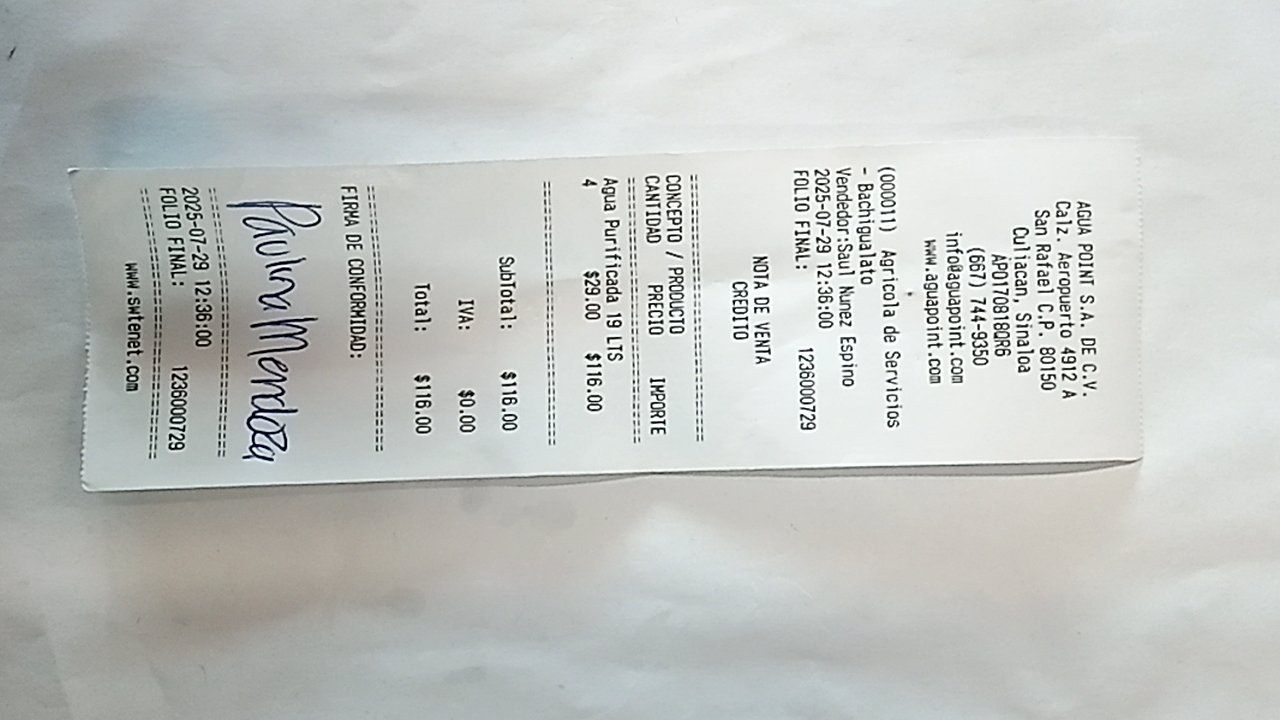 AGUA POINT S.A. DE C.V.
Calz. Aeropuerto 4912 A
San Rafael C.P. 80150
Culiacan, Sinaloa
APO170818QR6
(667) 744-9350
info@aguapoint.com
www.aguapoint.com
(000011) Agricola de Servicios
- Bachigualato
Vendedor:Saul Nunez Espino
2025-07-29 12:36:00
FOLIO FINAL: 1236000729
NOTA DE VENTA
CREDITO
==============================
CONCEPTO / PRODUCTO
CANTIDAD PRECIO IMPORTE
==============================
Agua Purificada 19 LTS
4 $29.00 $116.00
==============================
SubTotal: $116.00
IVA: $0.00
Total: $116.00
==============================
FIRMA DE CONFORMIDAD:
Paulina Mendoza
==============================
2025-07-29 12:36:00
FOLIO FINAL: 1236000729
==============================
www.swtenet.com